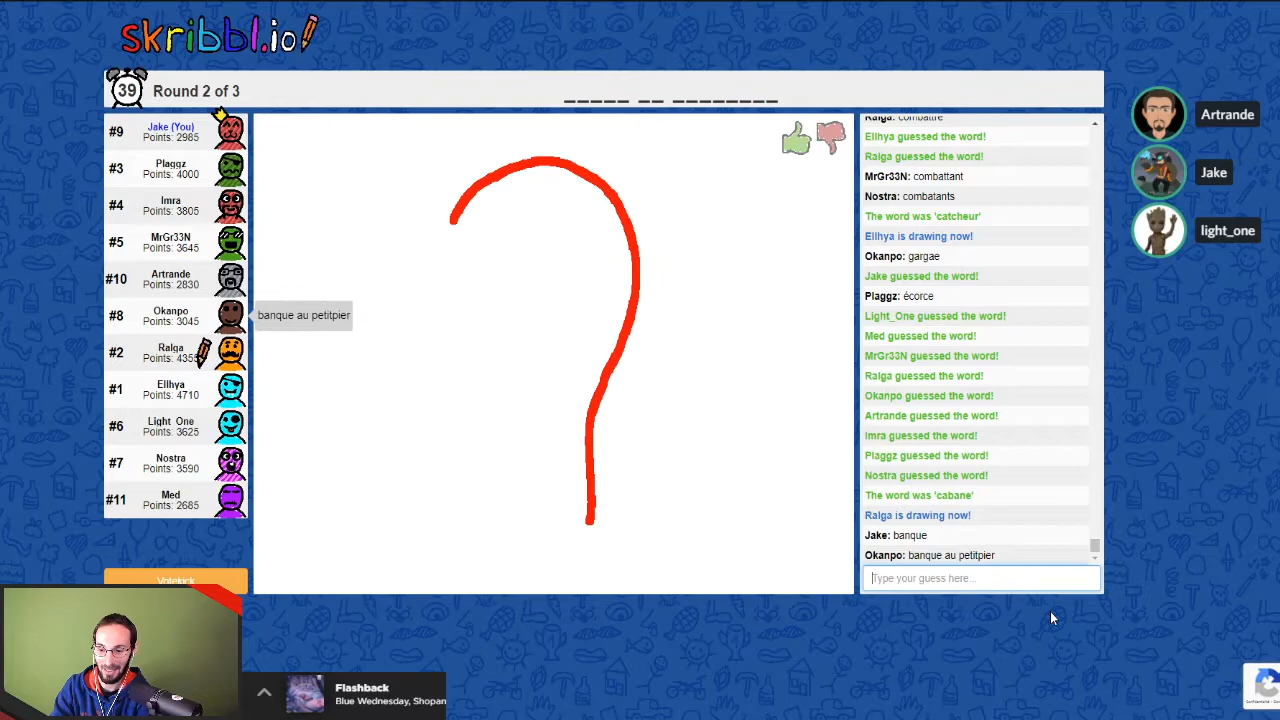 skribbl.io
39
Round 2 of 3
_____ __ ________
#9
Jake (You)
Points: 2985
#3
Plaggz
Points: 4000
#4
Imra
Points: 3805
#5
MrGr33N
Points: 3645
#10
Artrande
#8
Okanpo
Points: 3045
#2
#1
Ellhya
Points: 4710
#6
Light_One
Points: 3625
#7
Nostra
Points: 3590
#11
Med
Points: 2685
Votekick
banque au petitpier
Ralga: combattre
Ellhya guessed the word!
Ralga guessed the word!
MrGr33N: combattant
Nostra: combatants
The word was 'catcheur'
Ellhya is drawing now!
Okanpo: gargae
Jake guessed the word!
Plaggz: écorce
Light_One guessed the word!
Med guessed the word!
MrGr33N guessed the word!
Ralga guessed the word!
Okanpo guessed the word!
Artrande guessed the word!
Imra guessed the word!
Plaggz guessed the word!
Nostra guessed the word!
The word was 'cabane'
Ralga is drawing now!
Jake: banque
Okanpo: banque au petitpier
Type your guess here...
Artrande
Jake
light_one
Flashback
Blue Wednesday, Shopan